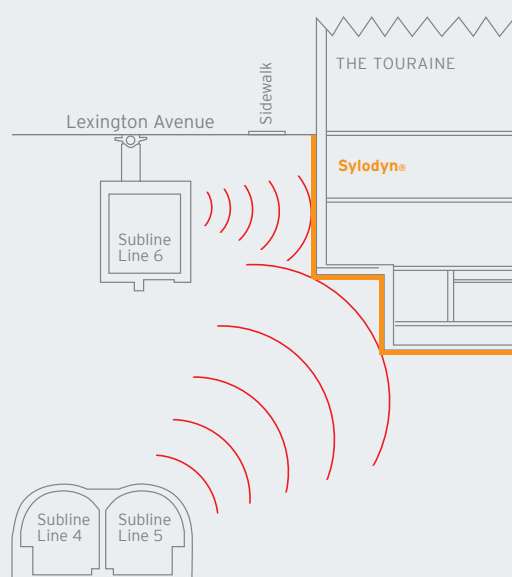 THE TOURAINE
Sidewalk
Lexington Avenue
Sylodyn®
Subline
Line 6
Subline
Line 4
Subline
Line 5